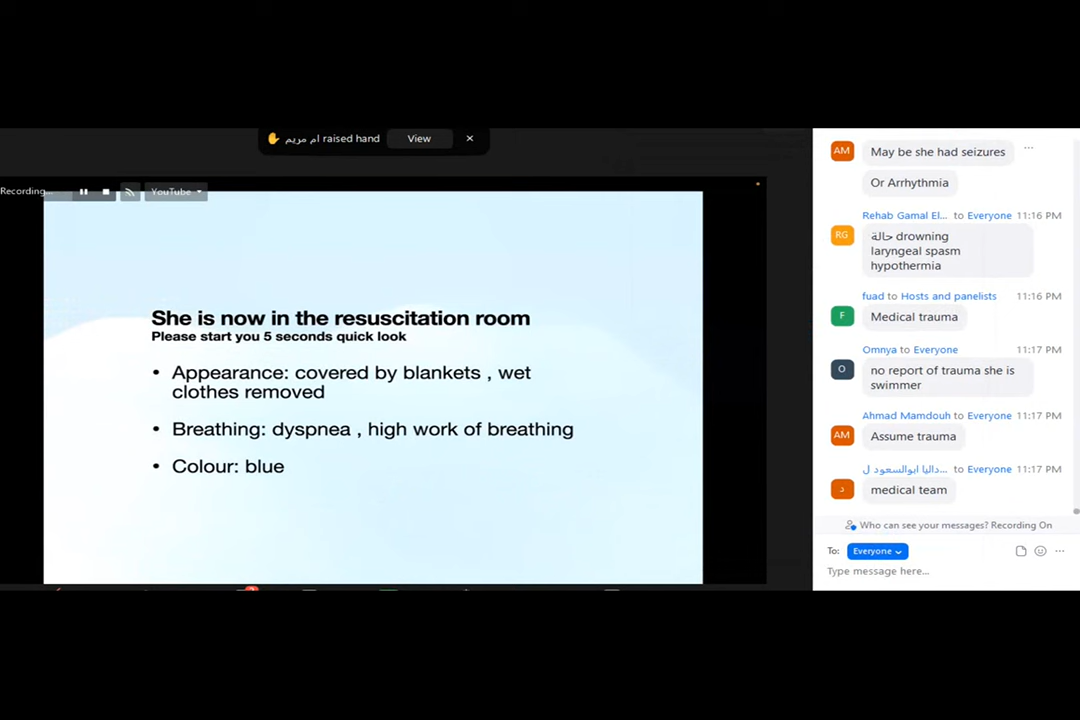 ام مريم raised hand
View
Recording...
YouTube
She is now in the resuscitation room
Please start you 5 seconds quick look
• Appearance: covered by blankets , wet
clothes removed
• Breathing: dyspnea , high work of breathing
• Colour: blue
AM
May be she had seizures
Or Arrhythmia
Rehab Gamal El... to Everyone 11:16 PM
RG
حالة drowning
laryngeal spasm
hypothermia
fuad to Hosts and panelists 11:16 PM
F
Medical trauma
Omnya to Everyone 11:17 PM
O
no report of trauma she is
swimmer
Ahmad Mamdouh to Everyone 11:17 PM
AM
Assume trauma
داليا ابوالسعود ل... to Everyone 11:17 PM
د
medical team
Who can see your messages? Recording On
To: Everyone
Type message here...